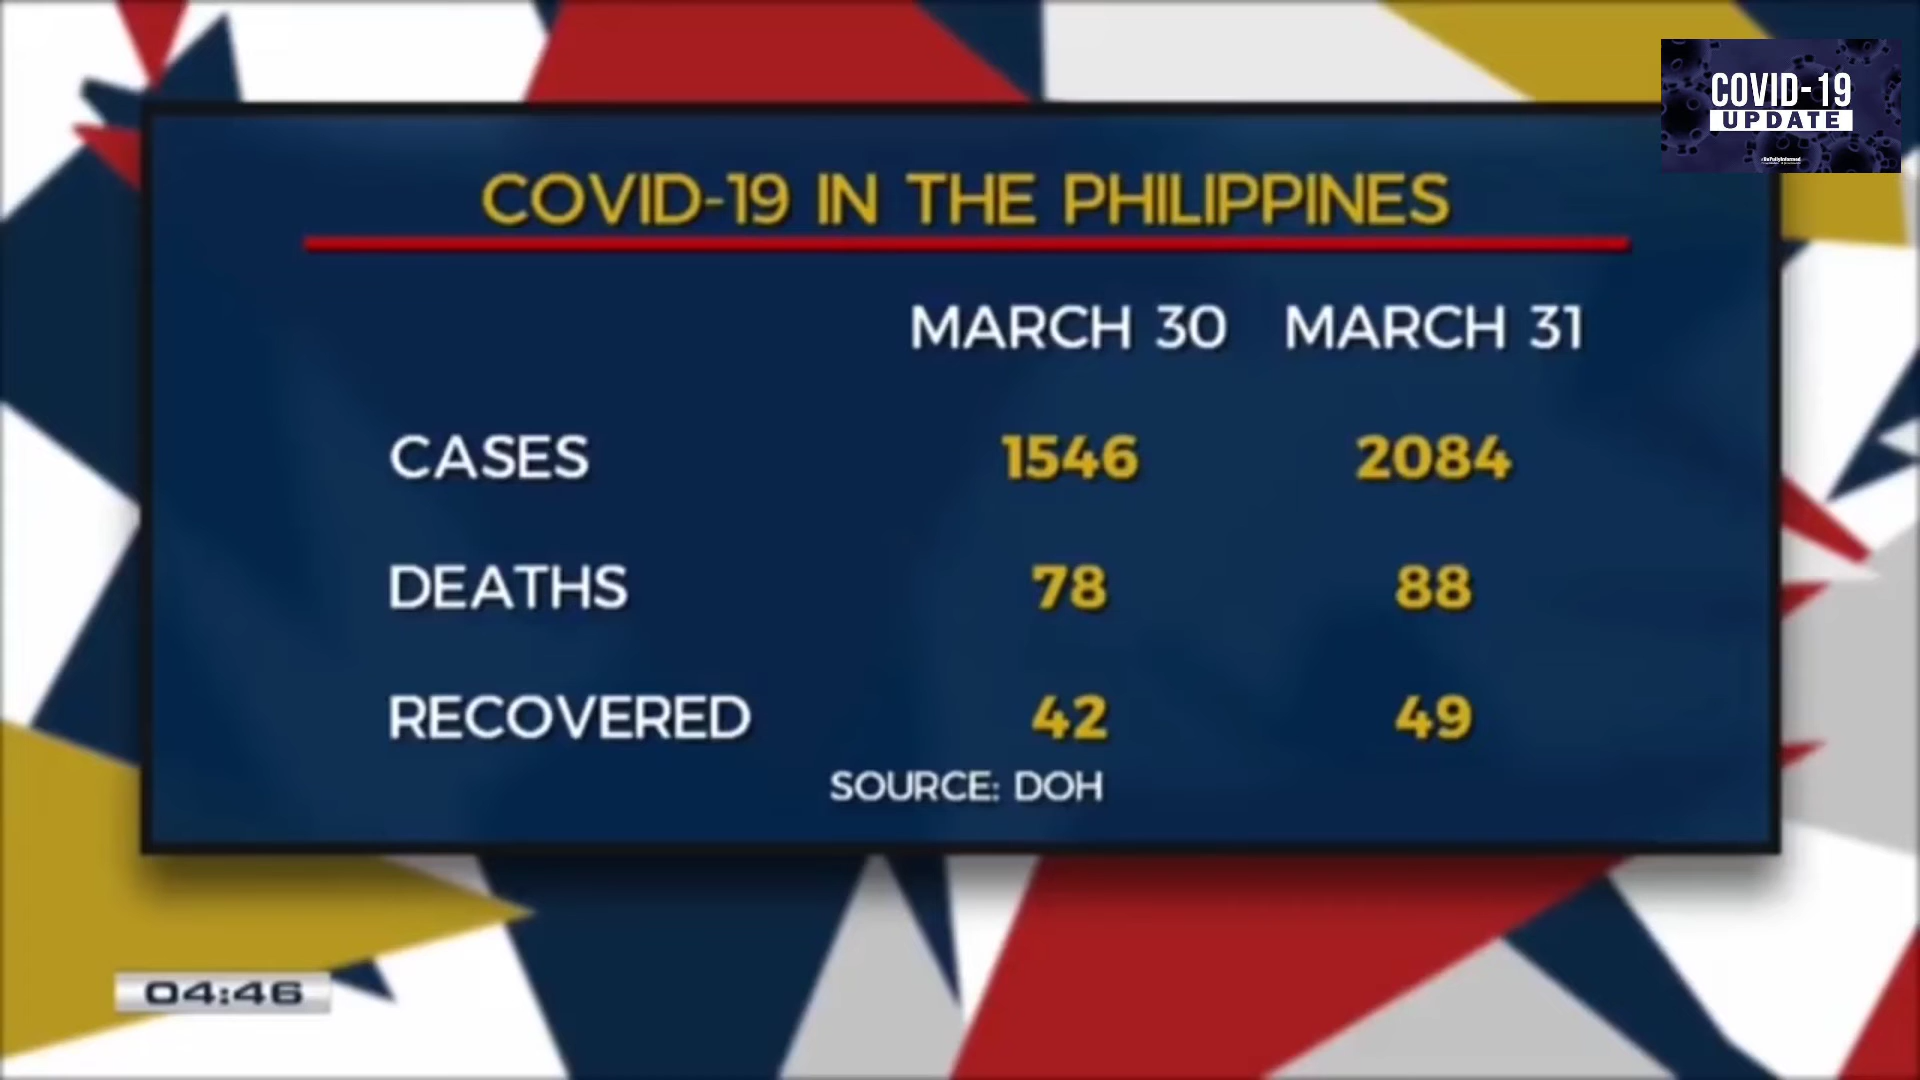 COVID-19
UPDATE
COVID-19 IN THE PHILIPPINES
MARCH 30 MARCH 31
CASES 1546 2084
DEATHS 78 88
RECOVERED 42 49
SOURCE: DOH
04:46